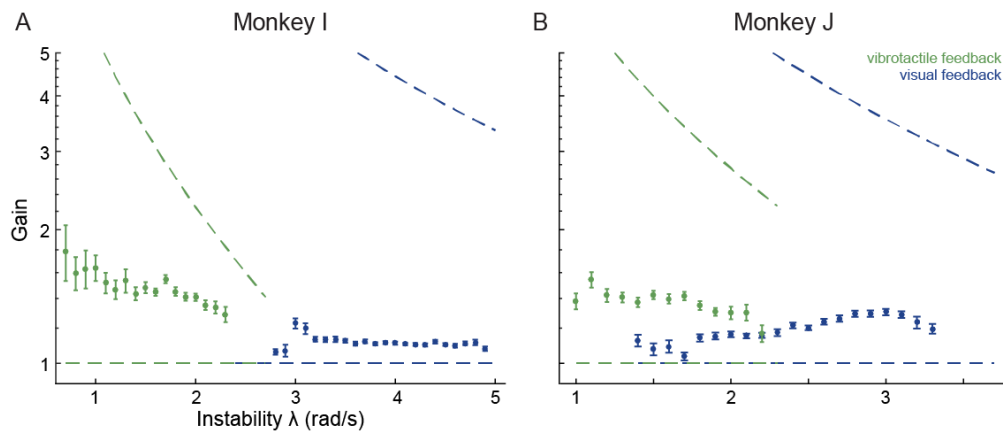 A Monkey I
B Monkey J
vibrotactile feedback
visual feedback
Gain
5
4
3
2
1
1 2 3 4 5
1 2 3
Instability λ (rad/s)